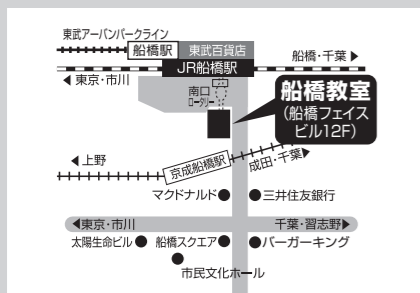 東武アーバンパークライン
船橋駅
東武百貨店
船橋・千葉▶
JR船橋駅
◀東京・市川
南口
ロータリー
船橋教室
(船橋フェイス
ビル12F)
◀上野
京成船橋駅
成田・千葉▶
マクドナルド
三井住友銀行
◀東京・市川
千葉・習志野▶
太陽生命ビル
船橋スクエア
バーガーキング
市民文化ホール